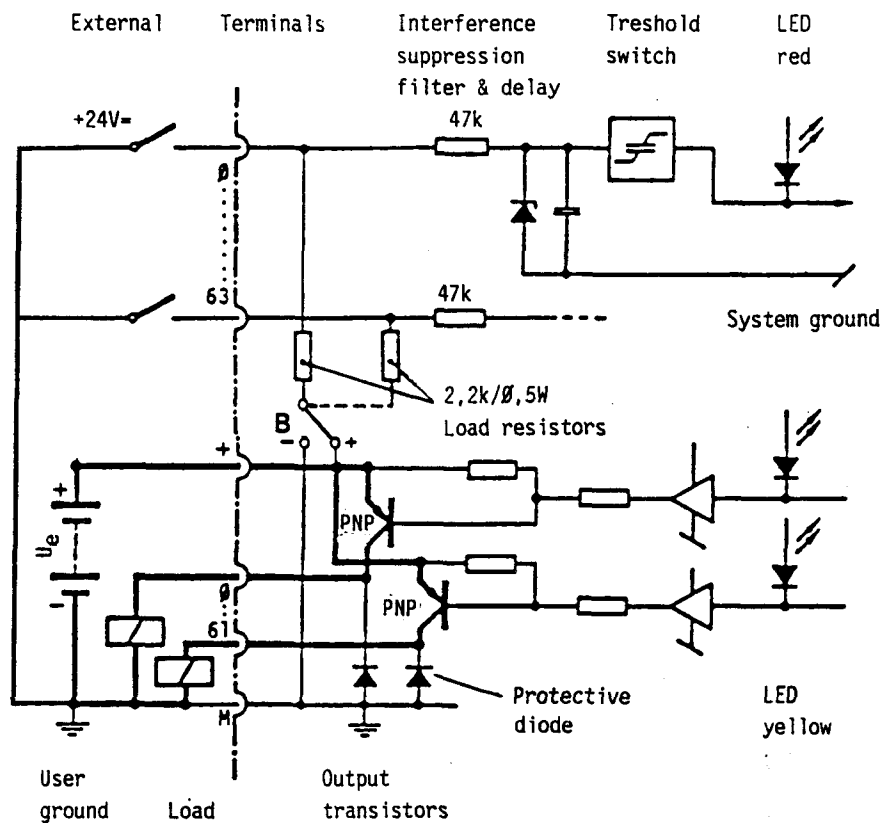 External
Terminals
Interference
suppression
filter & delay
Treshold
switch
LED
red
+24V=
47k
Ø
63
47k
System ground
2,2k/Ø,5W
Load resistors
B
-
+
+
+
Ue
-
PNP
PNP
Ø
61
M
Protective
diode
LED
yellow
User
ground
Load
Output
transistors